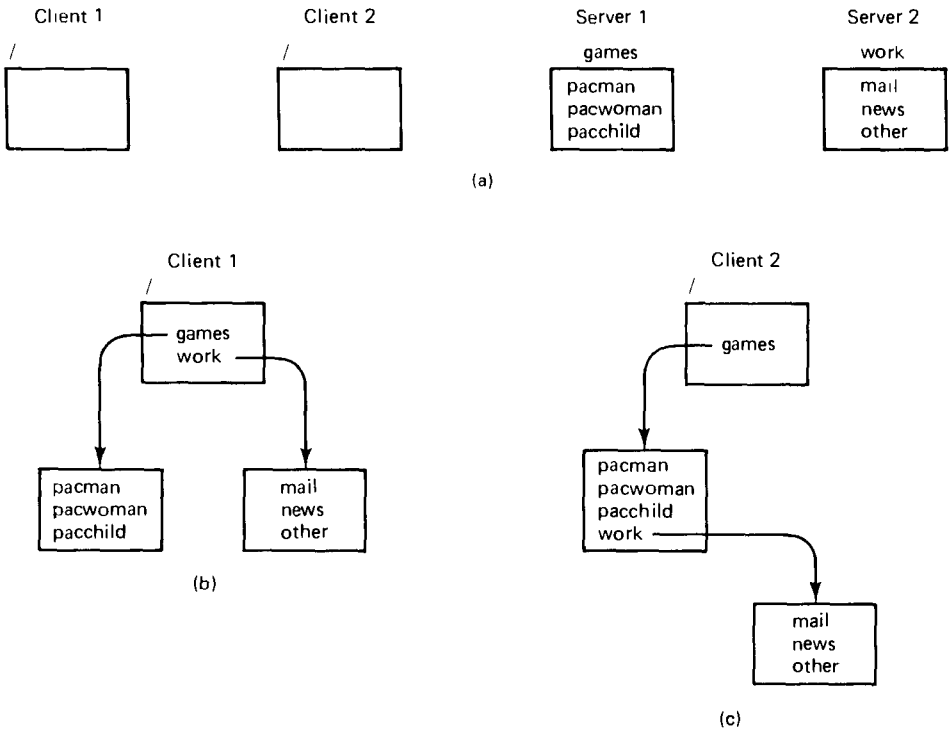 Client 1
Client 2
Server 1
Server 2
/
/
games
work
pacman
pacwoman
pacchild
mail
news
other
(a)
Client 1
/
games
work
pacman
pacwoman
pacchild
mail
news
other
(b)
Client 2
/
games
pacman
pacwoman
pacchild
work
mail
news
other
(c)